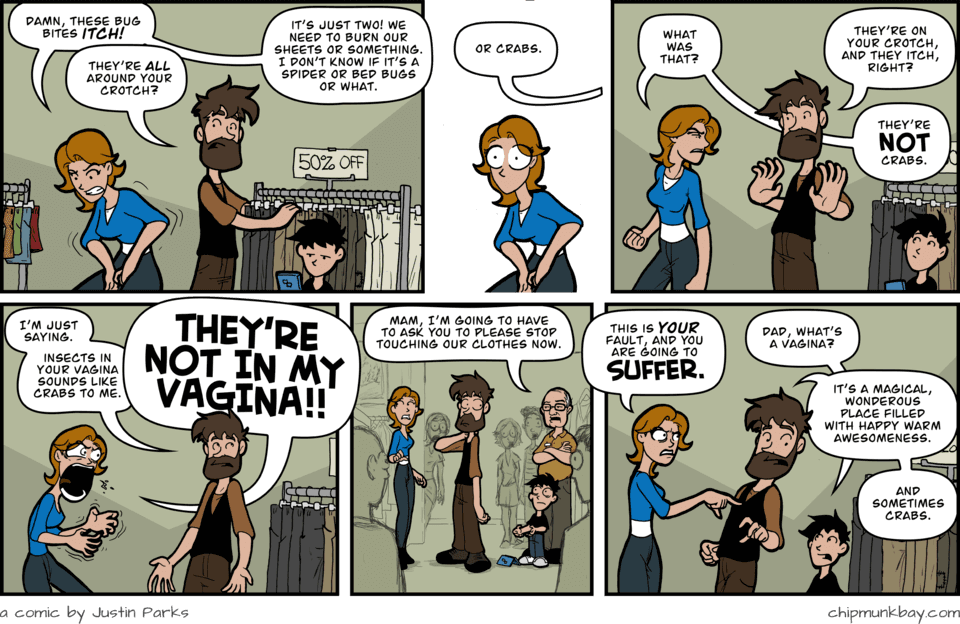 DAMN, THESE BUG
BITES ITCH!
THEY'RE ALL
AROUND YOUR
CROTCH?
IT'S JUST TWO! WE
NEED TO BURN OUR
SHEETS OR SOMETHING.
I DON'T KNOW IF IT'S A
SPIDER OR BED BUGS
OR WHAT.
50% OFF
OR CRABS.
WHAT
WAS
THAT?
THEY'RE ON
YOUR CROTCH,
AND THEY ITCH,
RIGHT?
THEY'RE
NOT
CRABS.
I'M JUST
SAYING.
INSECTS IN
YOUR VAGINA
SOUNDS LIKE
CRABS TO ME.
THEY'RE
NOT IN MY
VAGINA!!
MAM, I'M GOING TO HAVE
TO ASK YOU TO PLEASE STOP
TOUCHING OUR CLOTHES NOW.
THIS IS YOUR
FAULT, AND YOU
ARE GOING TO
SUFFER.
DAD, WHAT'S
A VAGINA?
IT'S A MAGICAL,
WONDEROUS
PLACE FILLED
WITH HAPPY WARM
AWESOMENESS.
AND
SOMETIMES
CRABS.
a comic by Justin Parks
chipmunkbay.com